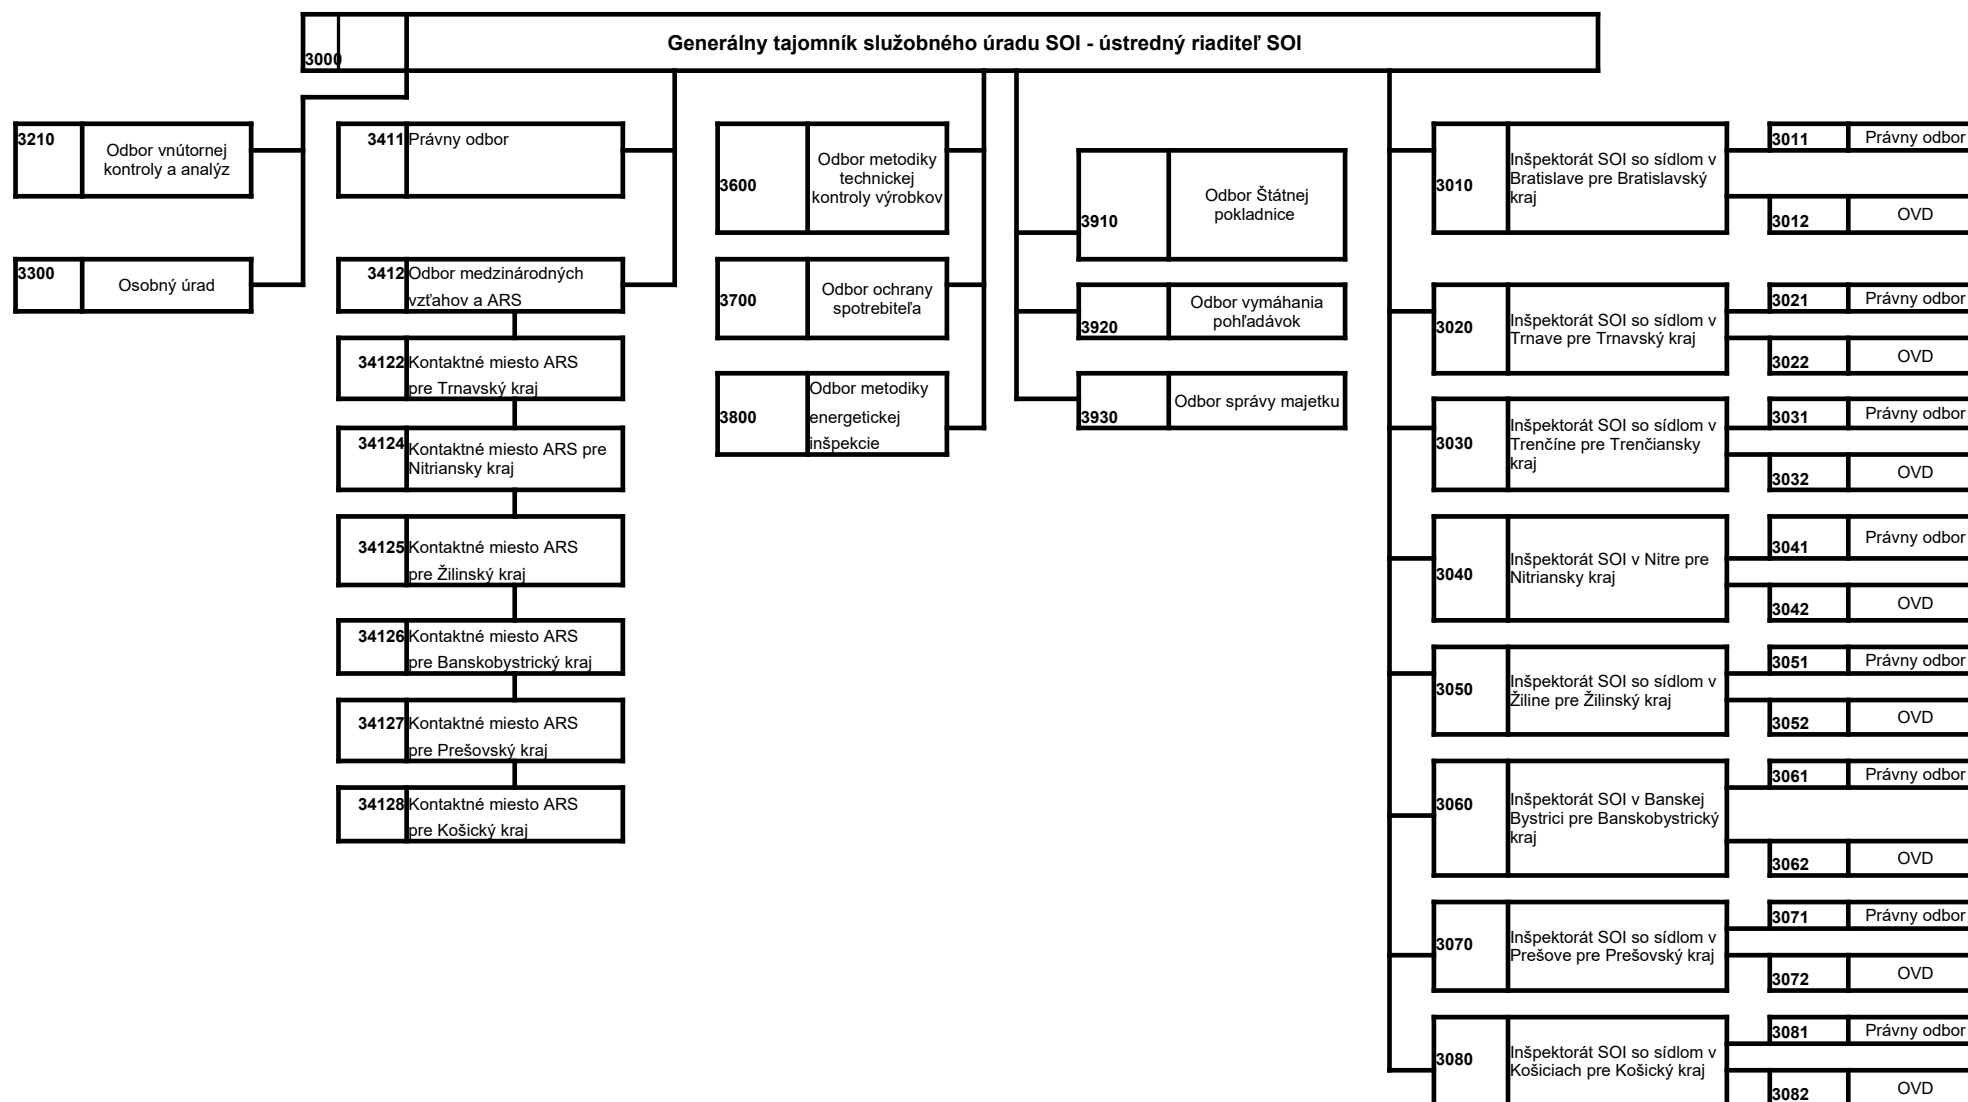 3000
Generálny tajomník služobného úradu SOI - ústredný riaditeľ SOI
3210
Odbor vnútornej
kontroly a analýz
3300
Osobný úrad
3411
Právny odbor
3412
Odbor medzinárodných
vzťahov a ARS
34122
Kontaktné miesto ARS
pre Trnavský kraj
34124
Kontaktné miesto ARS pre
Nitriansky kraj
34125
Kontaktné miesto ARS
pre Žilinský kraj
34126
Kontaktné miesto ARS
pre Banskobystrický kraj
34127
Kontaktné miesto ARS
pre Prešovský kraj
34128
Kontaktné miesto ARS
pre Košický kraj
3600
Odbor metodiky
technickej
kontroly výrobkov
3700
Odbor ochrany
spotrebiteľa
3800
Odbor metodiky
energetickej
inšpekcie
3910
Odbor Štátnej
pokladnice
3920
Odbor vymáhania
pohľadávok
3930
Odbor správy majetku
3010
Inšpektorát SOI so sídlom v
Bratislave pre Bratislavský
kraj
3011
Právny odbor
3012
OVD
3020
Inšpektorát SOI so sídlom v
Trnave pre Trnavský kraj
3021
Právny odbor
3022
OVD
3030
Inšpektorát SOI so sídlom v
Trenčíne pre Trenčiansky
kraj
3031
Právny odbor
3032
OVD
3040
Inšpektorát SOI v Nitre pre
Nitriansky kraj
3041
Právny odbor
3042
OVD
3050
Inšpektorát SOI so sídlom v
Žiline pre Žilinský kraj
3051
Právny odbor
3052
OVD
3060
Inšpektorát SOI v Banskej
Bystrici pre Banskobystrický
kraj
3061
Právny odbor
3062
OVD
3070
Inšpektorát SOI so sídlom v
Prešove pre Prešovský kraj
3071
Právny odbor
3072
OVD
3080
Inšpektorát SOI so sídlom v
Košiciach pre Košický kraj
3081
Právny odbor
3082
OVD